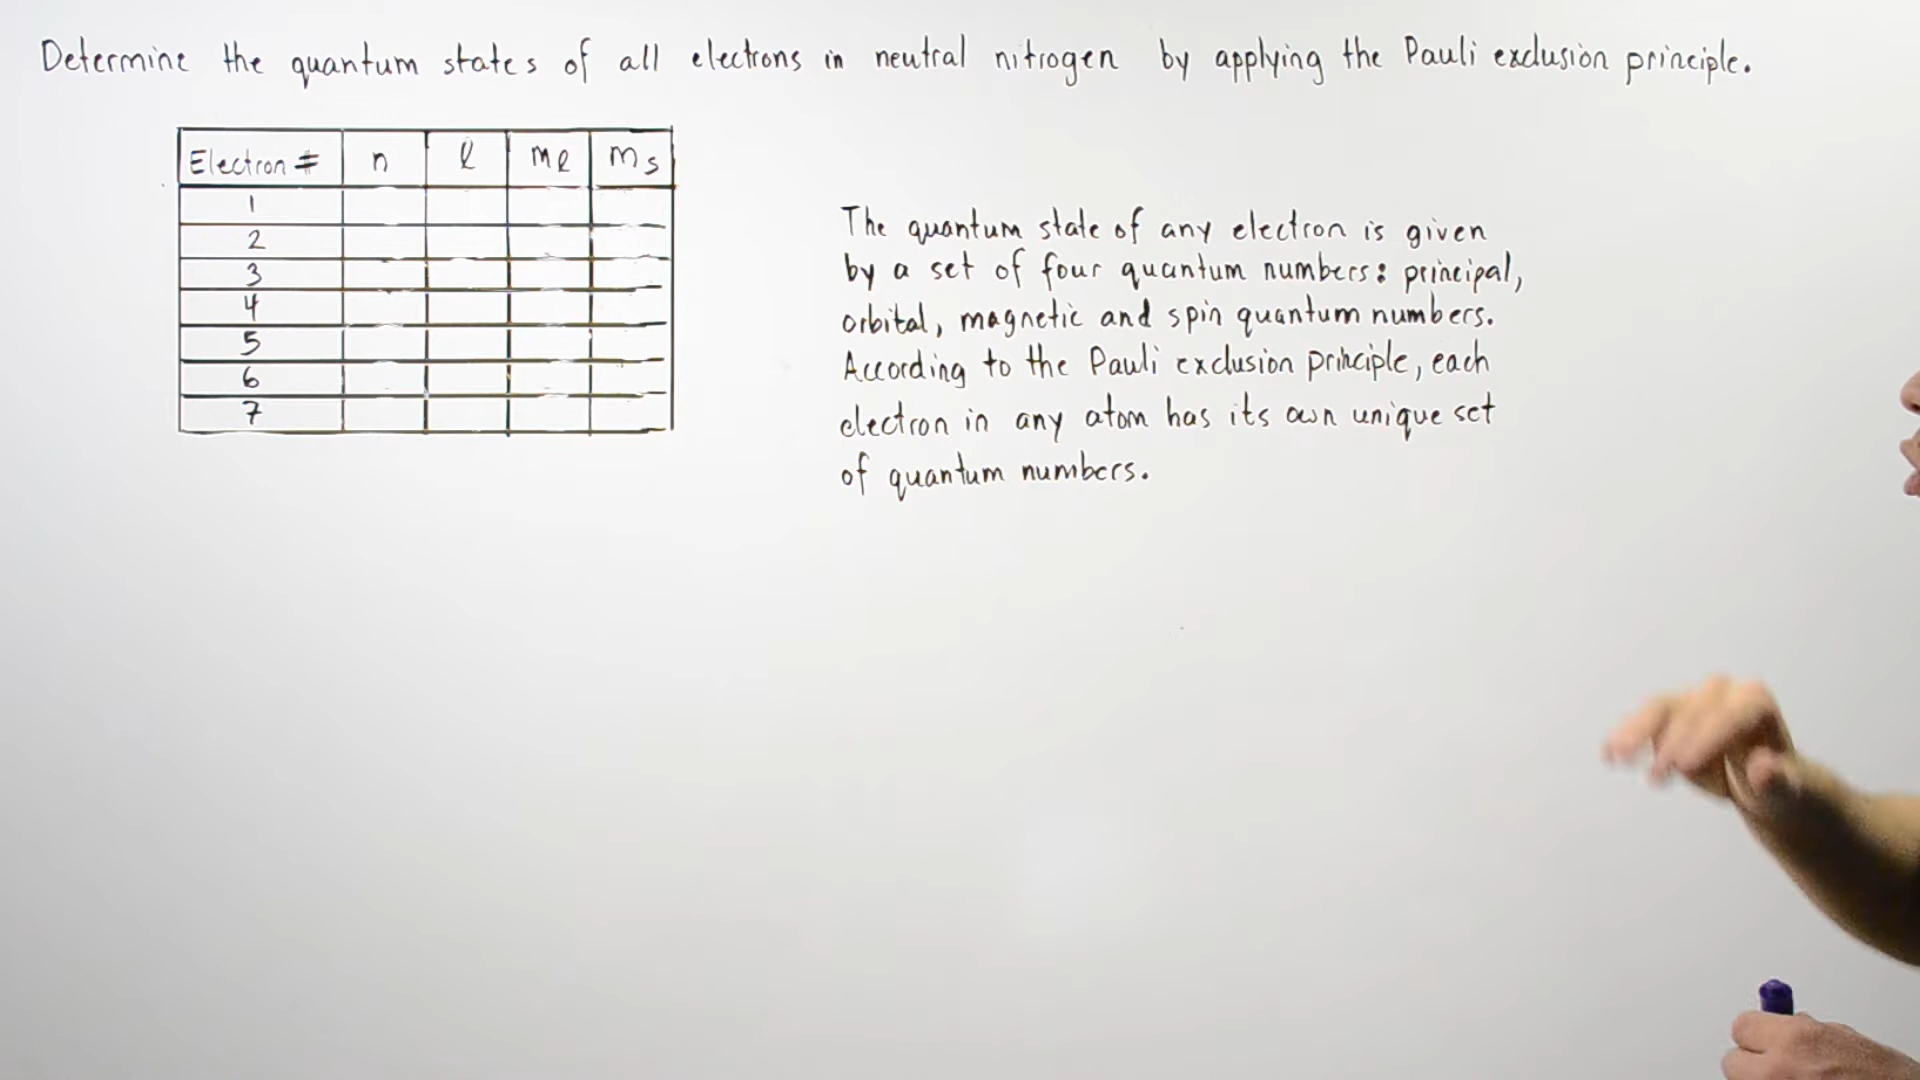 Determine the quantum states of all electrons in neutral nitrogen by applying the Pauli exclusion principle.
Electron # n ℓ mℓ ms
1
2
3
4
5
6
7
The quantum state of any electron is given
by a set of four quantum numbers: principal,
orbital, magnetic and spin quantum numbers.
According to the Pauli exclusion principle, each
electron in any atom has its own unique set
of quantum numbers.